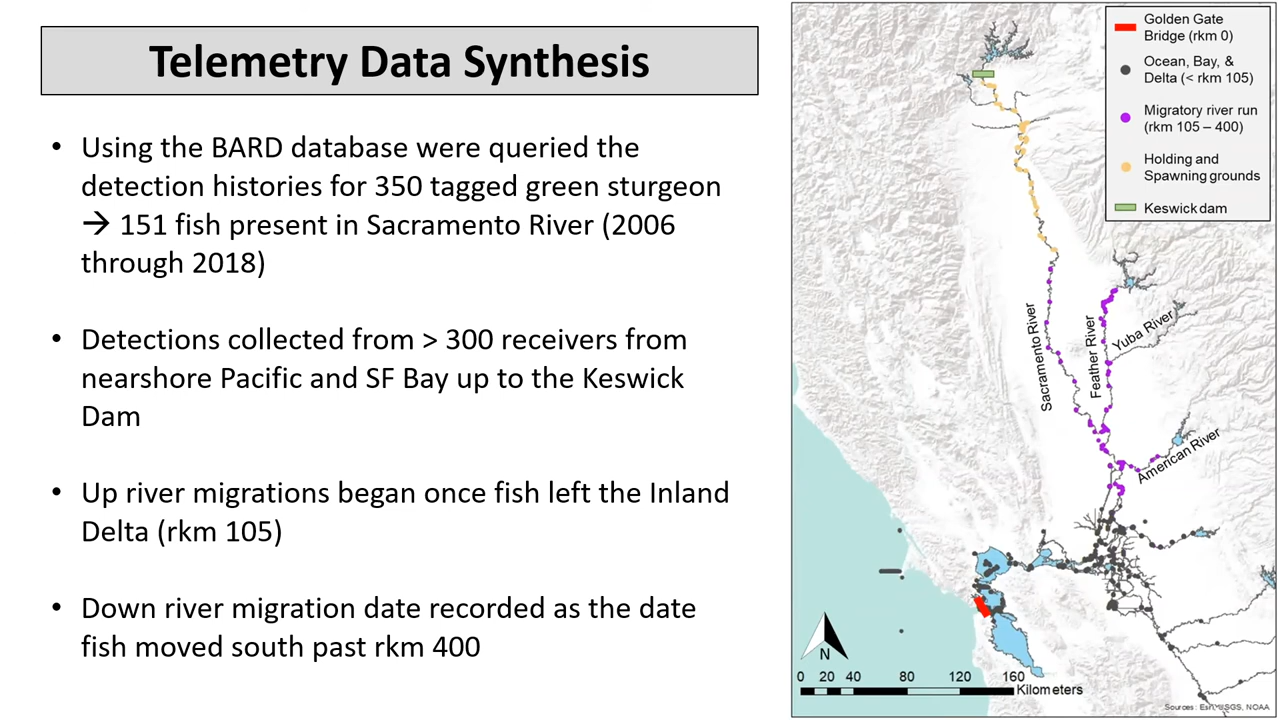 Telemetry Data Synthesis
• Using the BARD database were queried the
detection histories for 350 tagged green sturgeon
→ 151 fish present in Sacramento River (2006
through 2018)
• Detections collected from > 300 receivers from
nearshore Pacific and SF Bay up to the Keswick
Dam
• Up river migrations began once fish left the Inland
Delta (rkm 105)
• Down river migration date recorded as the date
fish moved south past rkm 400
Golden Gate
Bridge (rkm 0)
Ocean, Bay, &
Delta (< rkm 105)
Migratory river run
(rkm 105 – 400)
Holding and
Spawning grounds
Keswick dam
Sacramento River
Feather River
Yuba River
American River
N
0 20 40 80 120 160
Kilometers
Sources: Esri, USGS, NOAA